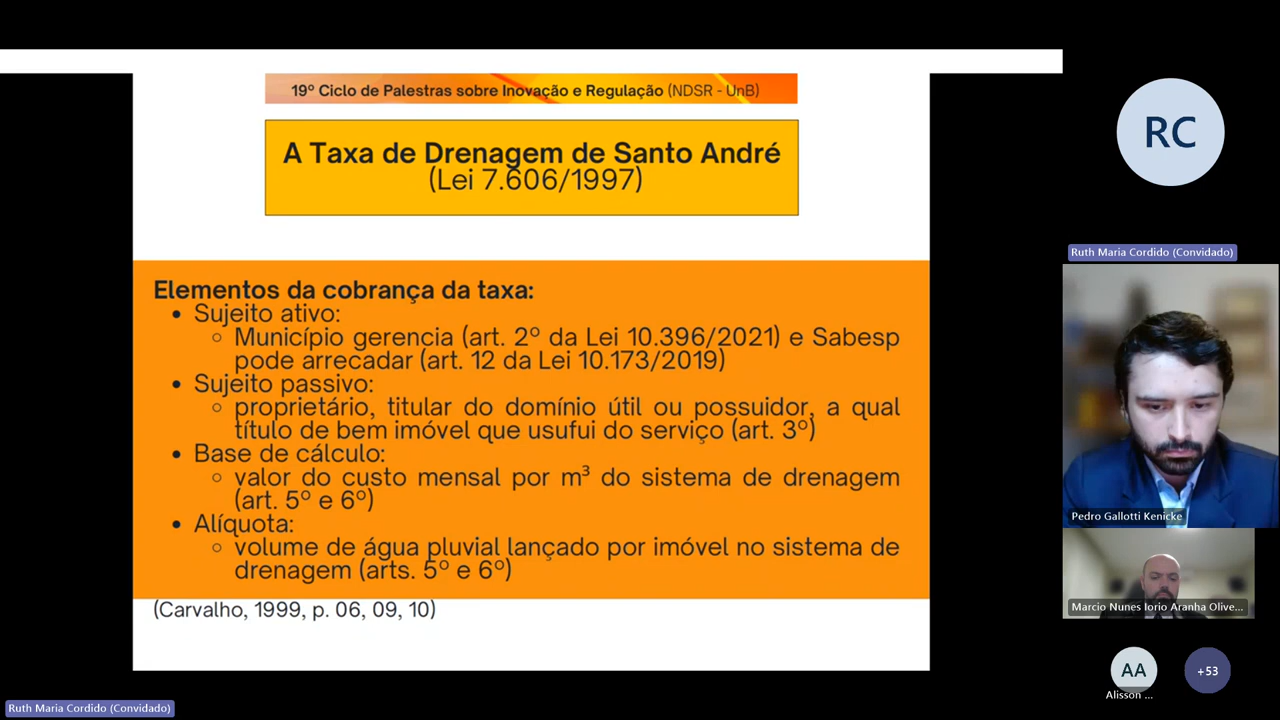 19º Ciclo de Palestras sobre Inovação e Regulação (NDSR - UnB)
A Taxa de Drenagem de Santo André
(Lei 7.606/1997)
Elementos da cobrança da taxa:
• Sujeito ativo:
○ Município gerencia (art. 2º da Lei 10.396/2021) e Sabesp
pode arrecadar (art. 12 da Lei 10.173/2019)
• Sujeito passivo:
○ proprietário, titular do domínio útil ou possuidor, a qual
título de bem imóvel que usufui do serviço (art. 3º)
• Base de cálculo:
○ valor do custo mensal por m³ do sistema de drenagem
(art. 5º e 6º)
• Alíquota:
○ volume de água pluvial lançado por imóvel no sistema de
drenagem (arts. 5º e 6º)
(Carvalho, 1999, p. 06, 09, 10)
Ruth Maria Cordido (Convidado)
RC
Ruth Maria Cordido (Convidado)
Pedro Gallotti Kenicke
Marcio Nunes Iorio Aranha Olive...
AA
Alisson ...
+53